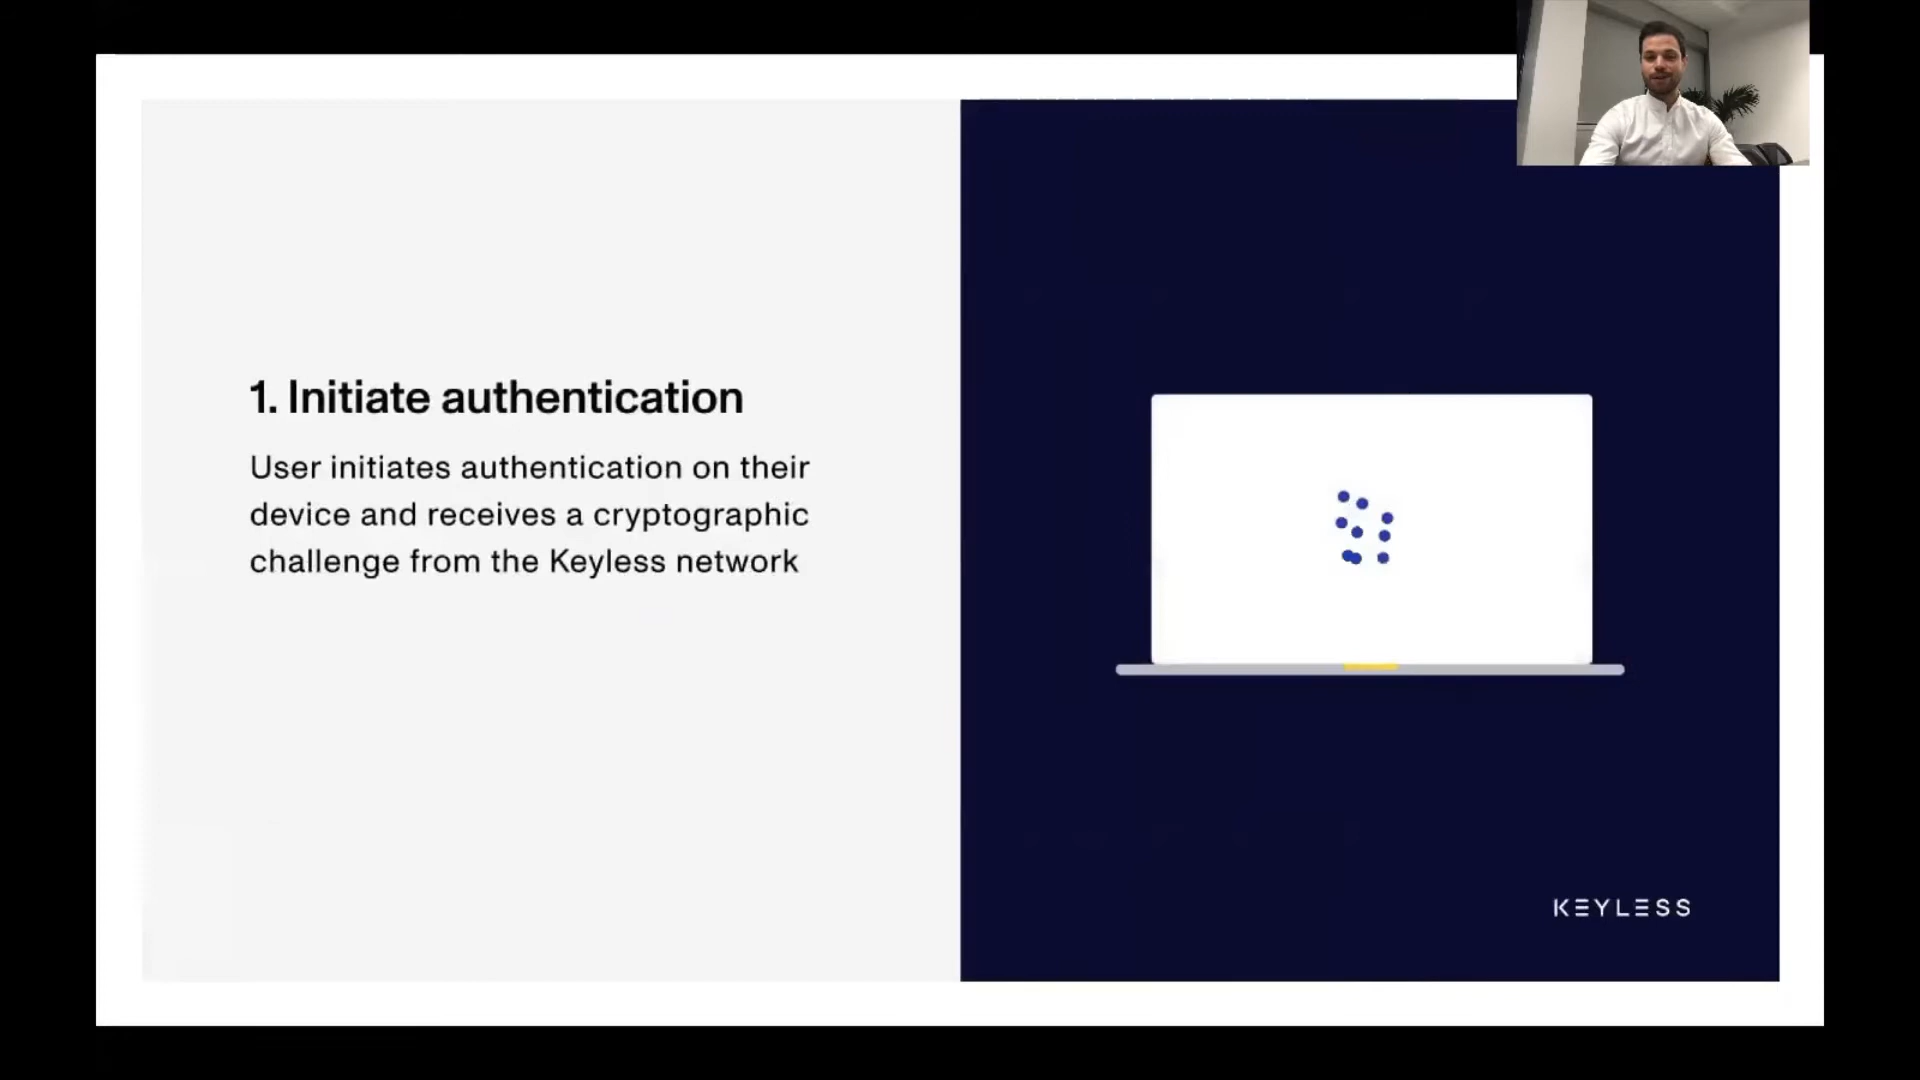 1. Initiate authentication
User initiates authentication on their
device and receives a cryptographic
challenge from the Keyless network
KEYLESS